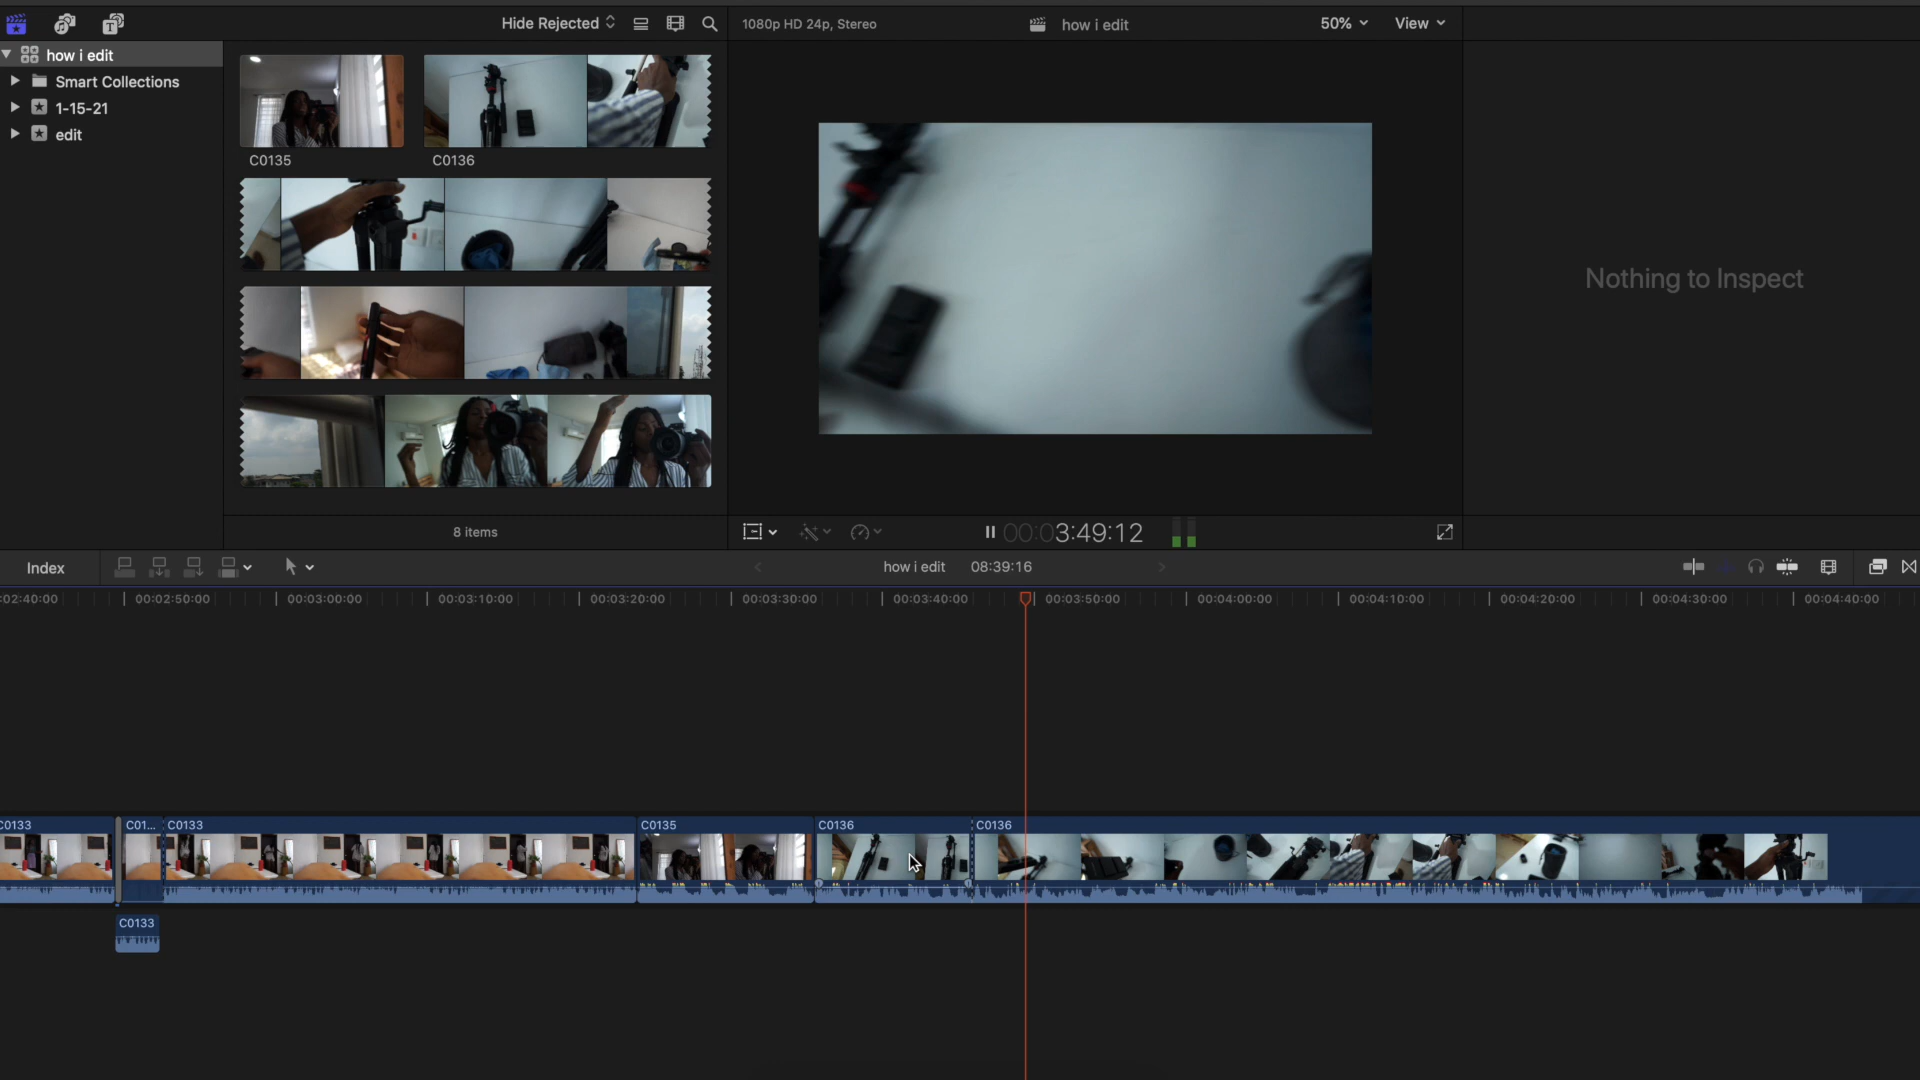 Hide Rejected
1080p HD 24p, Stereo
how i edit
50%
View
how i edit
Smart Collections
1-15-21
edit
C0135
C0136
Nothing to Inspect
8 items
00:03:49:12
Index
how i edit
08:39:16
:02:40:00
00:02:50:00
00:03:00:00
00:03:10:00
00:03:20:00
00:03:30:00
00:03:40:00
00:03:50:00
00:04:00:00
00:04:10:00
00:04:20:00
00:04:30:00
00:04:40:00
C0133
C01...
C0133
C0135
C0136
C0136
C0133